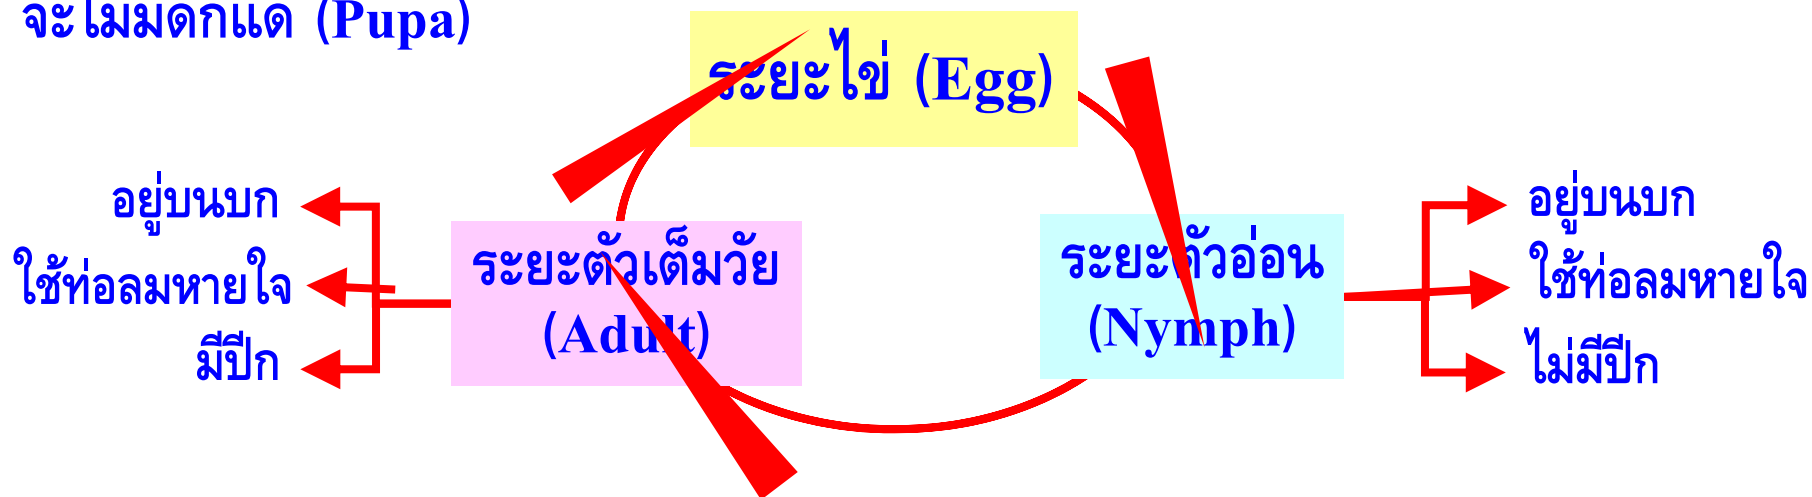 จะไม่มีดักแด้ (Pupa)
ระยะไข่ (Egg)
อยู่บนบก
ใช้ท่อลมหายใจ
มีปีก
ระยะตัวเต็มวัย
(Adult)
ระยะตัวอ่อน
(Nymph)
อยู่บนบก
ใช้ท่อลมหายใจ
ไม่มีปีก